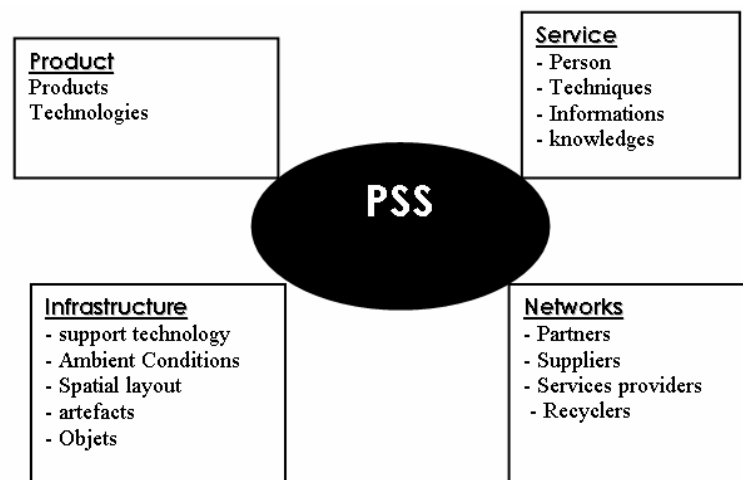 Product
Products
Technologies
Service
- Person
- Techniques
- Informations
- knowledges
PSS
Infrastructure
- support technology
- Ambient Conditions
- Spatial layout
- artefacts
- Objets
Networks
- Partners
- Suppliers
- Services providers
- Recyclers